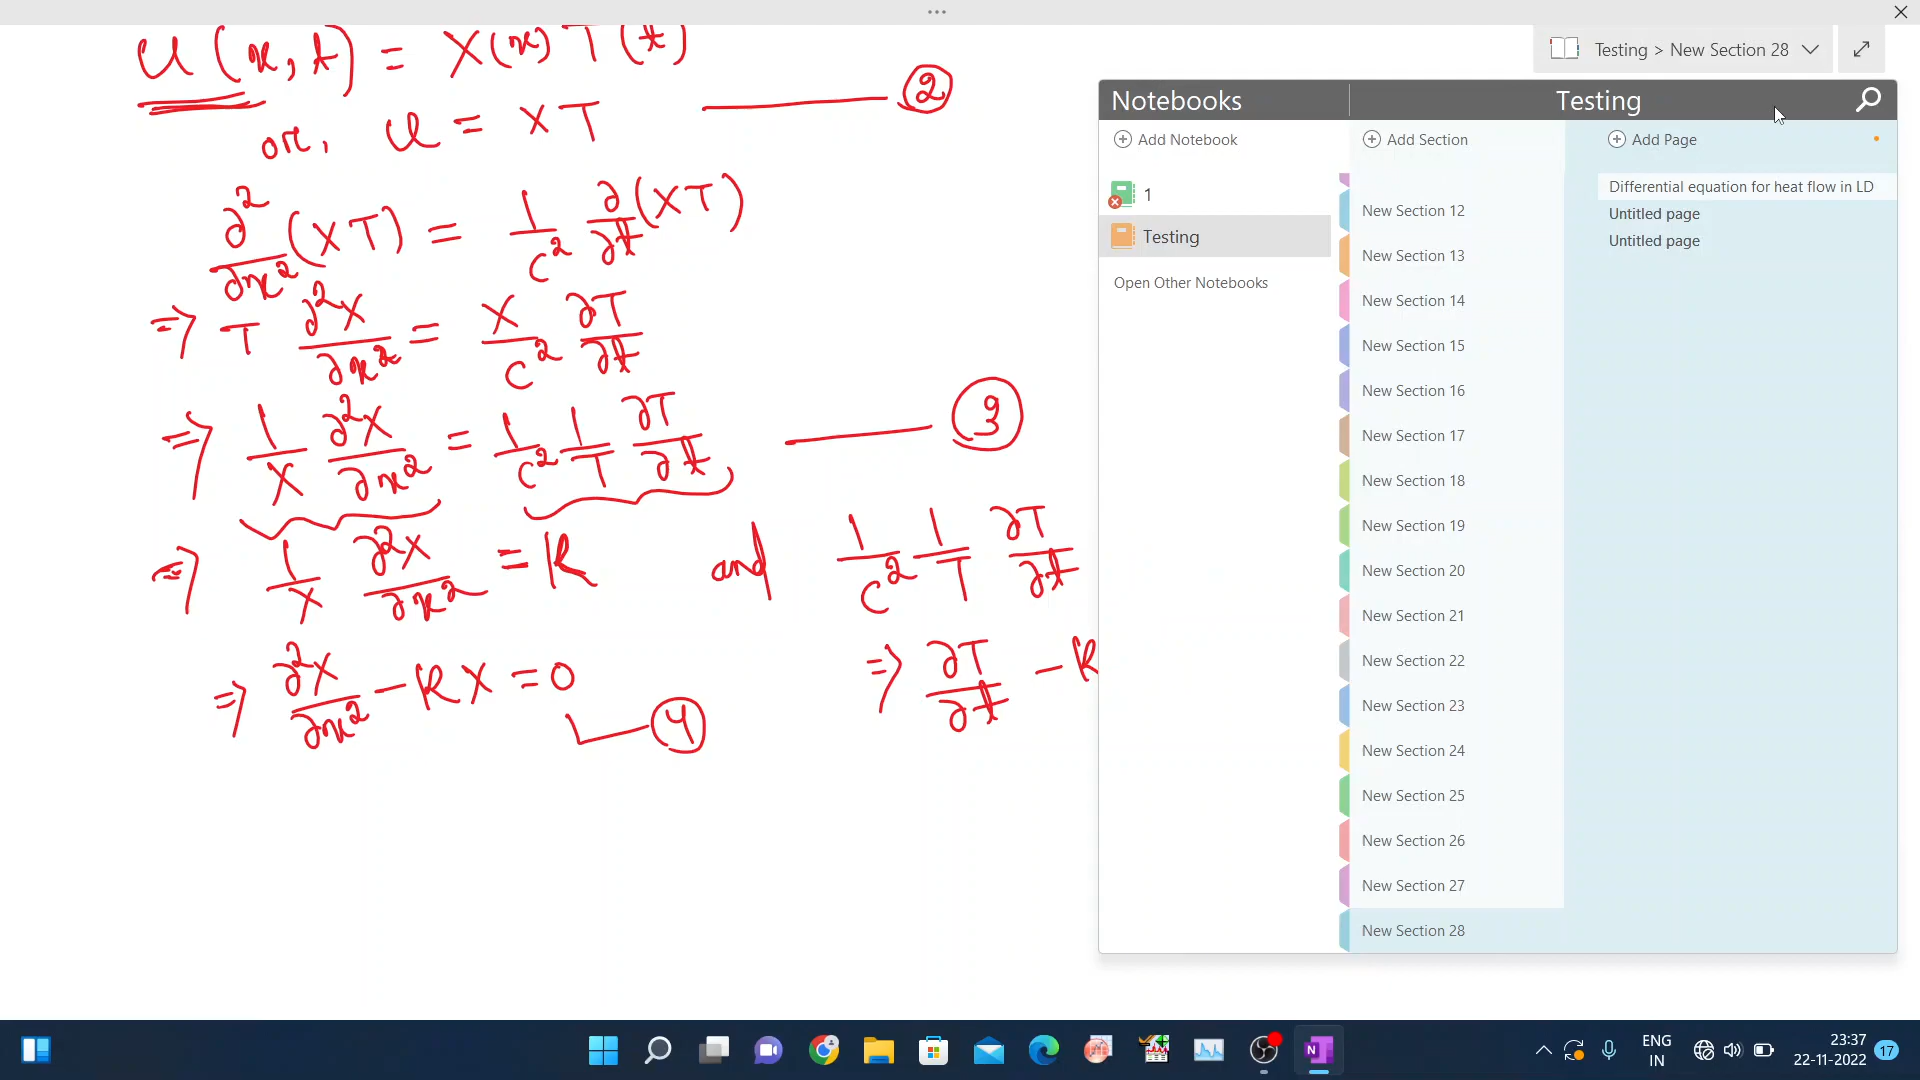 Testing > New Section 28
u(x,t) = X(x) T(t)
or, u = XT ——— ②
∂²/∂x² (XT) = 1/c² ∂/∂t (XT)
⇒ T ∂²X/∂x² = X/c² ∂T/∂t
⇒ 1/X ∂²X/∂x² = 1/c² 1/T ∂T/∂t ——— ③
⇒ 1/X ∂²X/∂x² = k and 1/c² 1/T ∂T/∂t
⇒ ∂²X/∂x² - kX = 0 ⇒ ∂T/∂t - k
④
Notebooks
Add Notebook
1
Testing
Open Other Notebooks
Testing
Add Section
New Section 12
New Section 13
New Section 14
New Section 15
New Section 16
New Section 17
New Section 18
New Section 19
New Section 20
New Section 21
New Section 22
New Section 23
New Section 24
New Section 25
New Section 26
New Section 27
New Section 28
Add Page
Differential equation for heat flow in LD
Untitled page
Untitled page
ENG
IN
23:37
22-11-2022
17